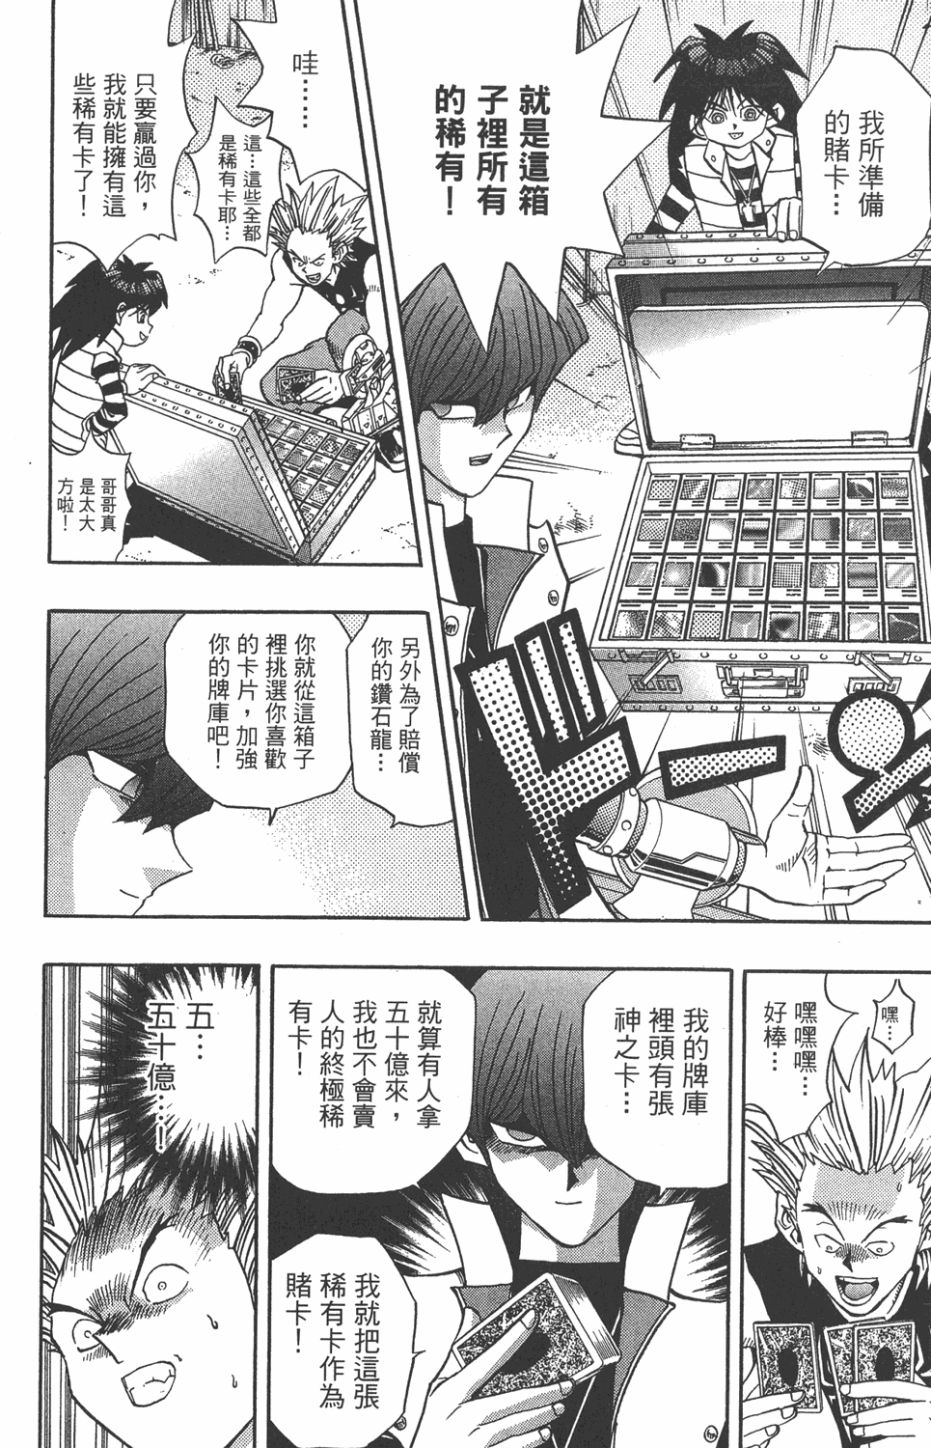 我所準備
的賭卡…
就是這箱
子裡所有
的稀有！
哇……
這…這些全都
是稀有卡耶…
只要贏過你，
我就能擁有這
些稀有卡了！
哥哥真
是太大
方啦！
另外為了賠償
你的鑽石龍…
你就從這箱子
裡挑選你喜歡
的卡片，加強
你的牌庫吧！
嘿…
嘿嘿嘿…
好棒…
我的牌庫
裡頭有張
神之卡…
就算有人拿
五十億來，
我也不會賣
人的終極稀
有卡！
我就把這張
稀有卡作為
賭卡！
五…
五十億……！